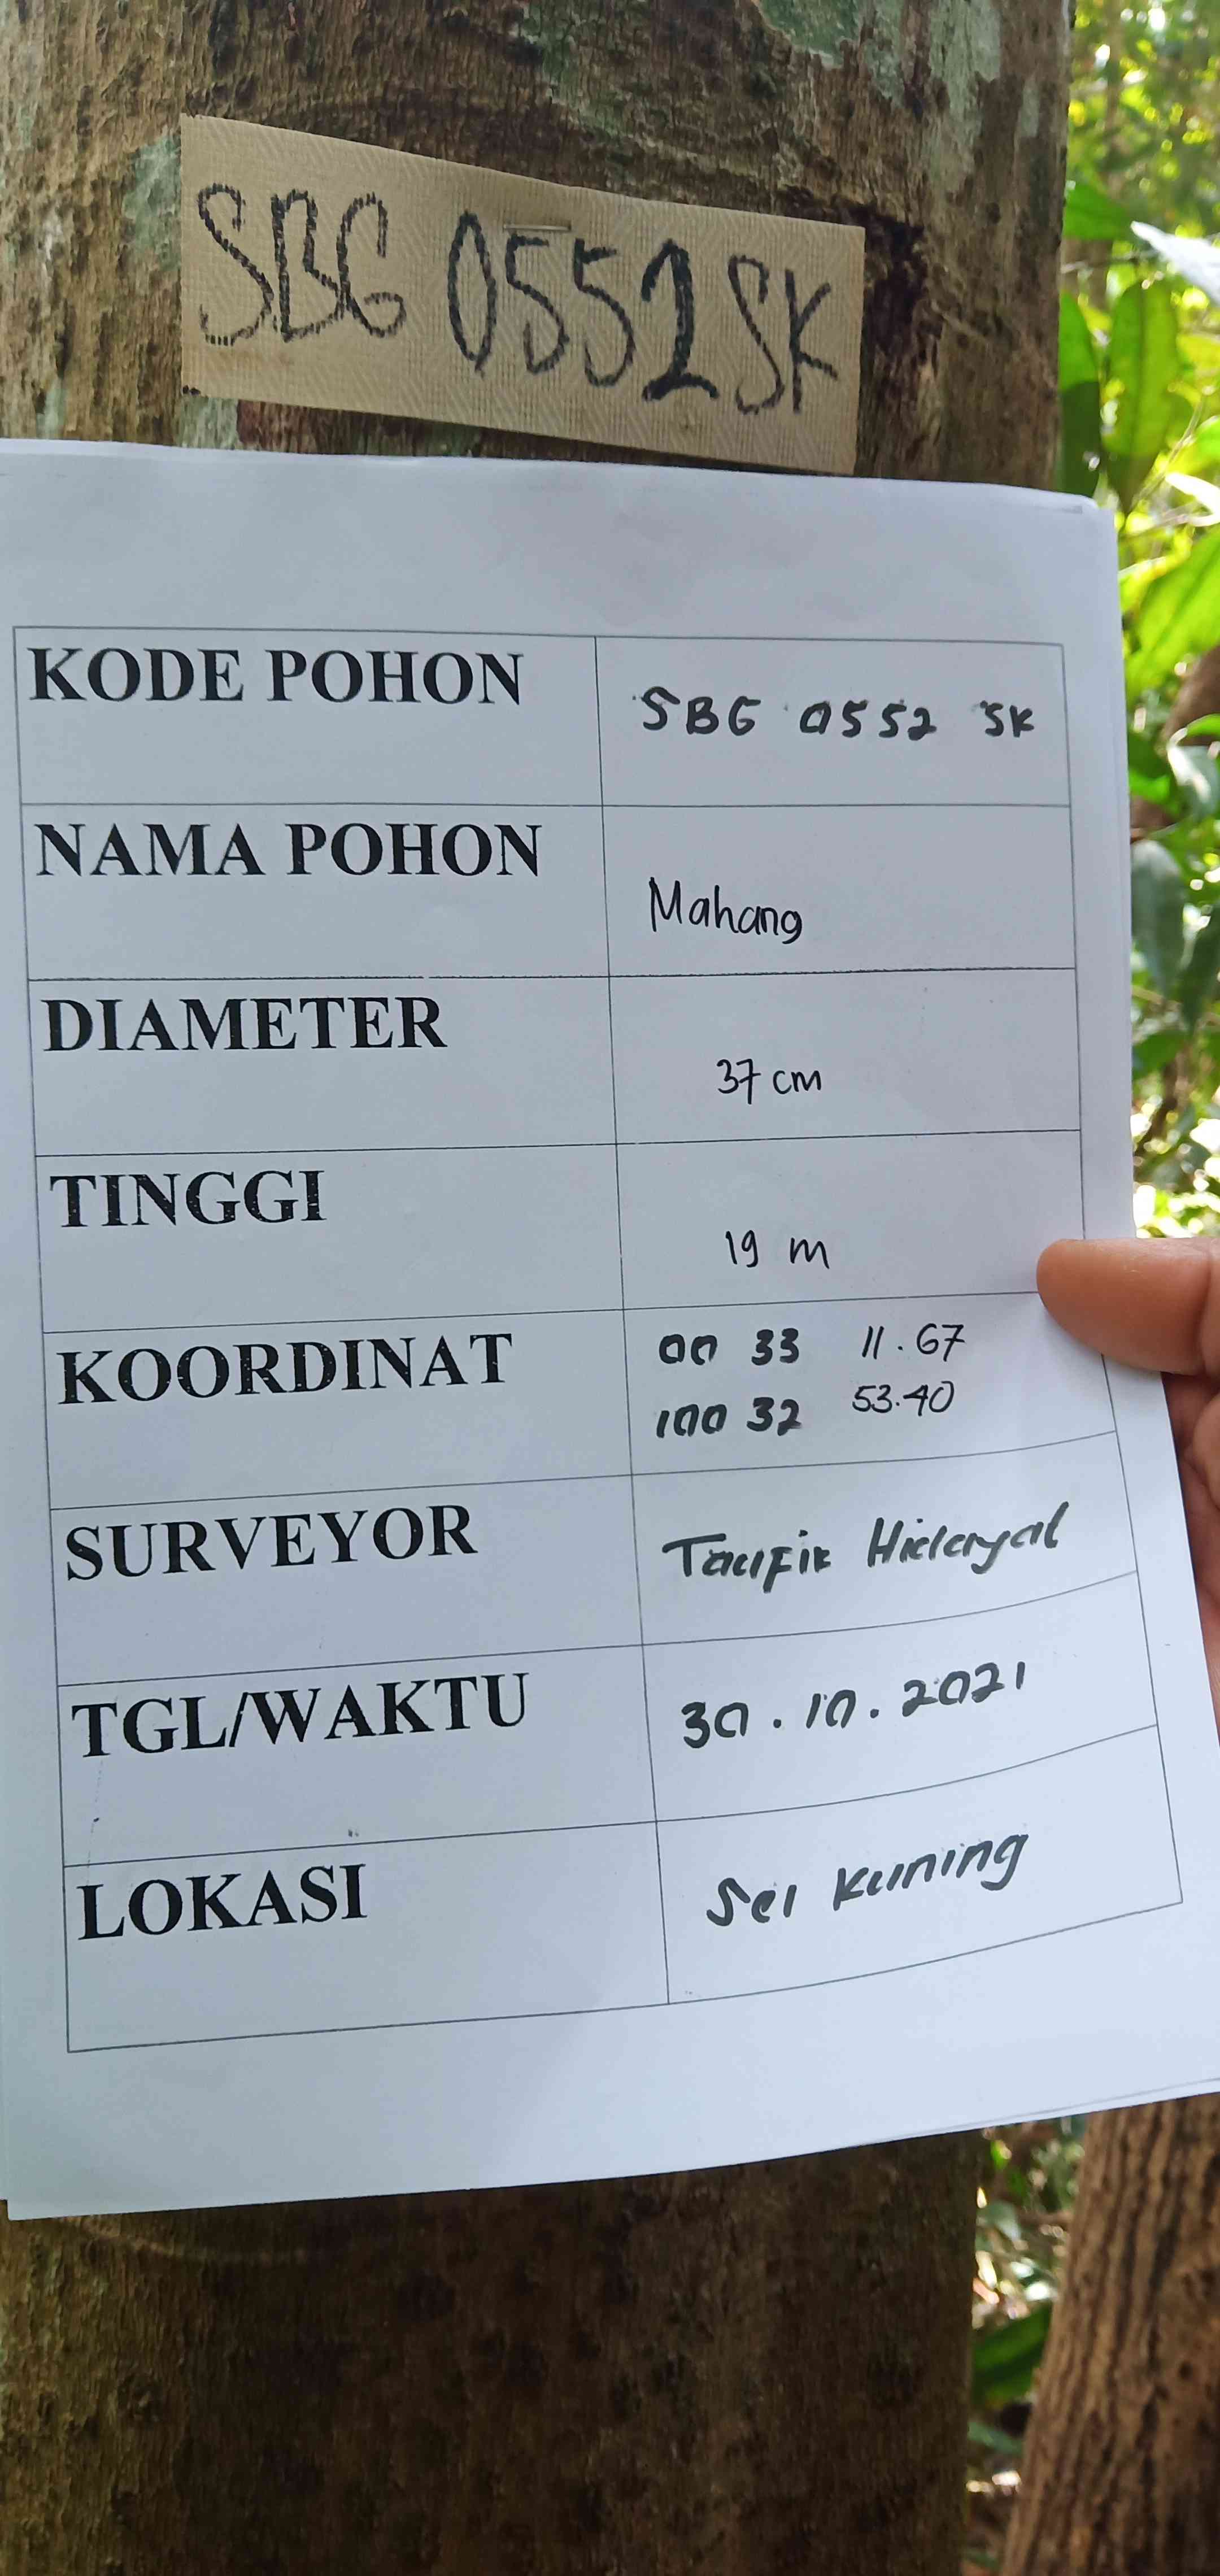 SBG 0552 SK
KODE POHON
SBG 0552 SK
NAMA POHON
Mahang
DIAMETER
37 cm
TINGGI
19 m
KOORDINAT
00 33 11.67
100 32 53.40
SURVEYOR
Taufik Hidayat
TGL/WAKTU
30.10.2021
LOKASI
Sei Kuning